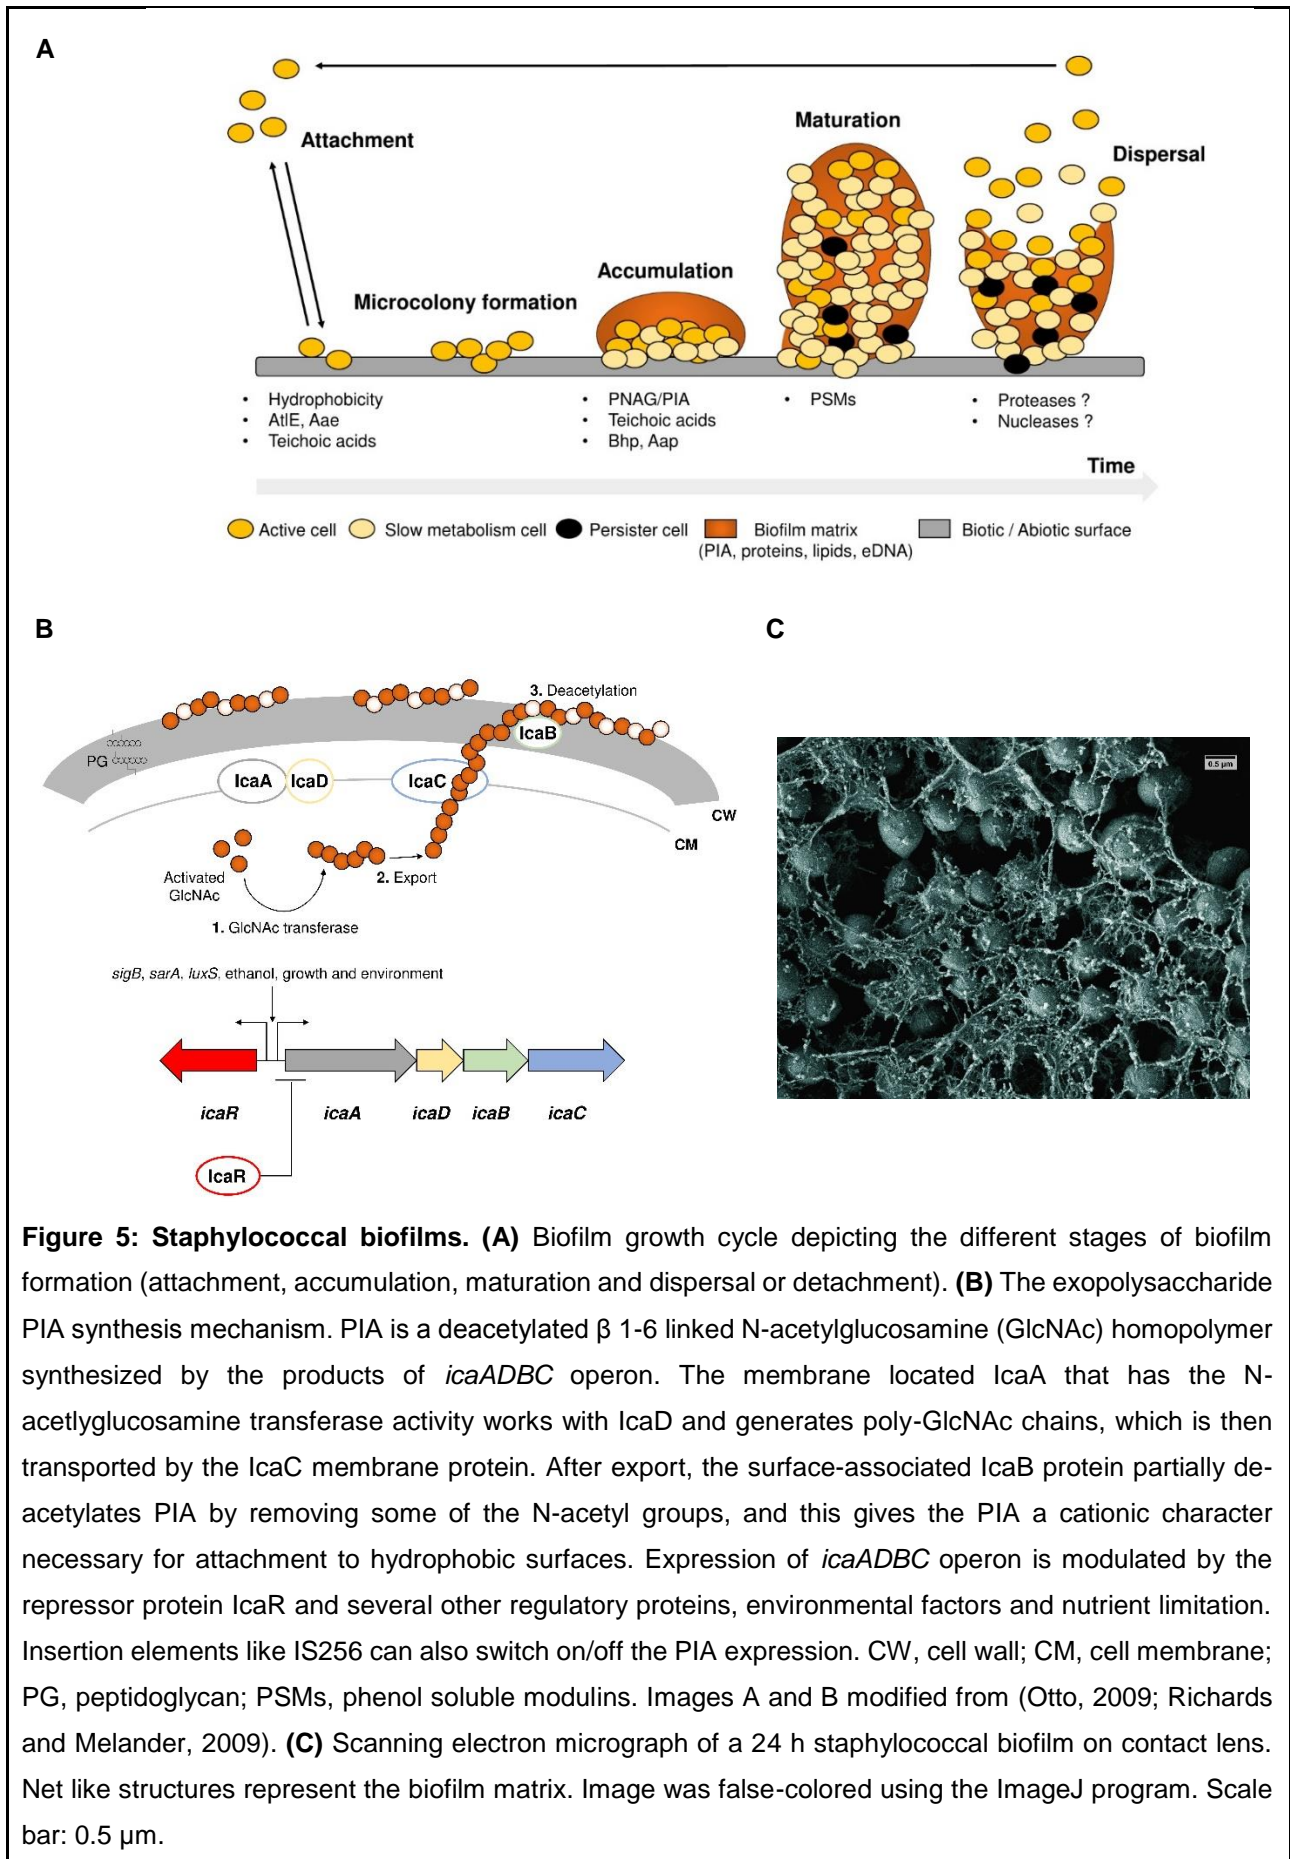 A
Attachment
Microcolony formation
Accumulation
Maturation
Dispersal
• Hydrophobicity
• AtlE, Aae
• Teichoic acids
• PNAG/PIA
• Teichoic acids
• Bhp, Aap
• PSMs
• Proteases ?
• Nucleases ?
Time
Active cell
Slow metabolism cell
Persister cell
Biofilm matrix
(PIA, proteins, lipids, eDNA)
Biotic / Abiotic surface
B
3. Deacetylation
IcaB
PG
IcaA
IcaD
IcaC
CW
CM
Activated
GlcNAc
2. Export
1. GlcNAc transferase
sigB, sarA, luxS, ethanol, growth and environment
icaR
icaA
icaD
icaB
icaC
IcaR
C
0.5 µm
Figure 5: Staphylococcal biofilms. (A) Biofilm growth cycle depicting the different stages of biofilm
formation (attachment, accumulation, maturation and dispersal or detachment). (B) The exopolysaccharide
PIA synthesis mechanism. PIA is a deacetylated β 1-6 linked N-acetylglucosamine (GlcNAc) homopolymer
synthesized by the products of icaADBC operon. The membrane located IcaA that has the N-
acetlyglucosamine transferase activity works with IcaD and generates poly-GlcNAc chains, which is then
transported by the IcaC membrane protein. After export, the surface-associated IcaB protein partially de-
acetylates PIA by removing some of the N-acetyl groups, and this gives the PIA a cationic character
necessary for attachment to hydrophobic surfaces. Expression of icaADBC operon is modulated by the
repressor protein IcaR and several other regulatory proteins, environmental factors and nutrient limitation.
Insertion elements like IS256 can also switch on/off the PIA expression. CW, cell wall; CM, cell membrane;
PG, peptidoglycan; PSMs, phenol soluble modulins. Images A and B modified from (Otto, 2009; Richards
and Melander, 2009). (C) Scanning electron micrograph of a 24 h staphylococcal biofilm on contact lens.
Net like structures represent the biofilm matrix. Image was false-colored using the ImageJ program. Scale
bar: 0.5 µm.